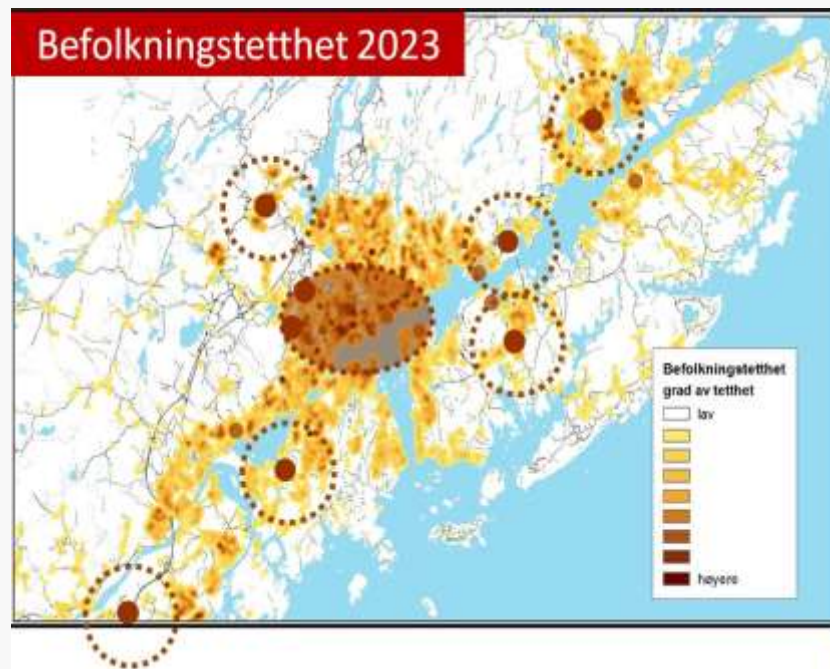 Befolkningstetthet 2023
Befolkningstetthet
grad av tetthet
lav
høyere